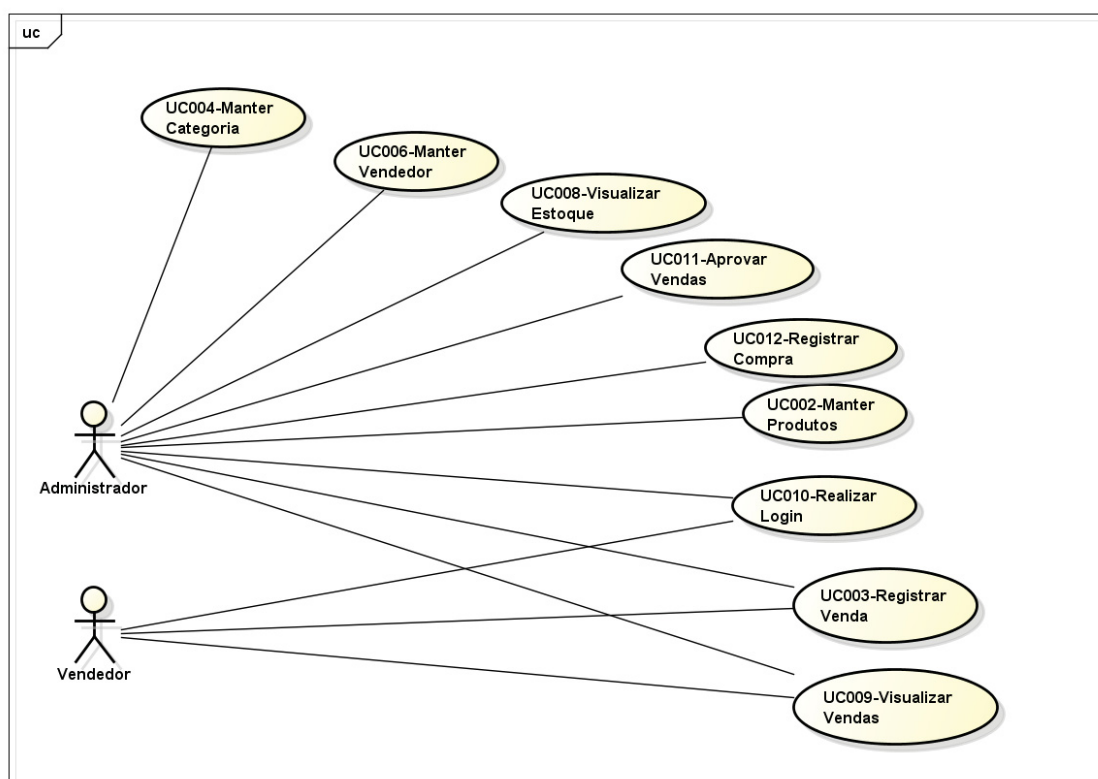 uc
UC004-Manter
Categoria
UC006-Manter
Vendedor
UC008-Visualizar
Estoque
UC011-Aprovar
Vendas
UC012-Registrar
Compra
UC002-Manter
Produtos
Administrador
UC010-Realizar
Login
UC003-Registrar
Venda
Vendedor
UC009-Visualizar
Vendas